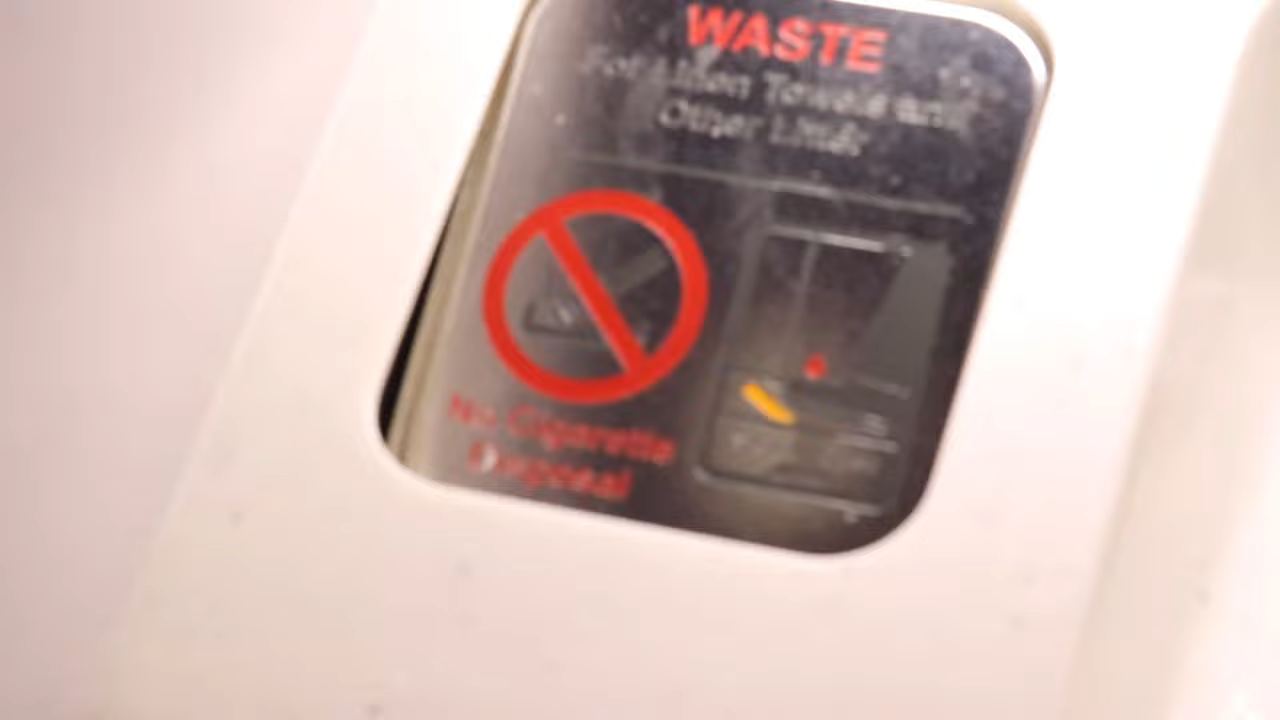 WASTE
For Linen Towels and
Other Litter
No Cigarette
Disposal